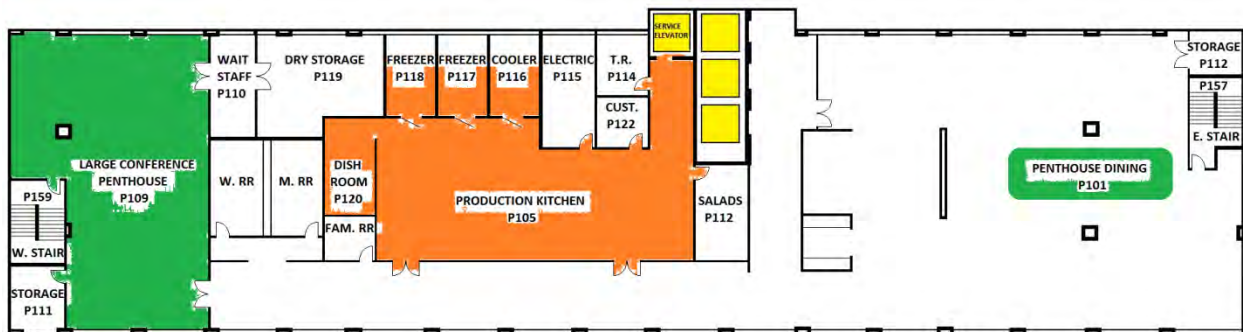 SERVICE
ELEVATOR
WAIT
STAFF
P110
DRY STORAGE
P119
FREEZER
P118
FREEZER
P117
COOLER
P116
ELECTRIC
P115
T.R.
P114
CUST.
P122
STORAGE
P112
P157
E. STAIR
LARGE CONFERENCE
PENTHOUSE
P109
P159
W. STAIR
STORAGE
P111
W. RR
M. RR
DISH
ROOM
P120
FAM. RR
PRODUCTION KITCHEN
P105
SALADS
P112
PENTHOUSE DINING
P101